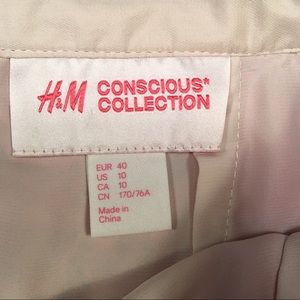 H&M CONSCIOUS*
COLLECTION
EUR 40
US 10
CA 10
CN 170/76A
Made in
China